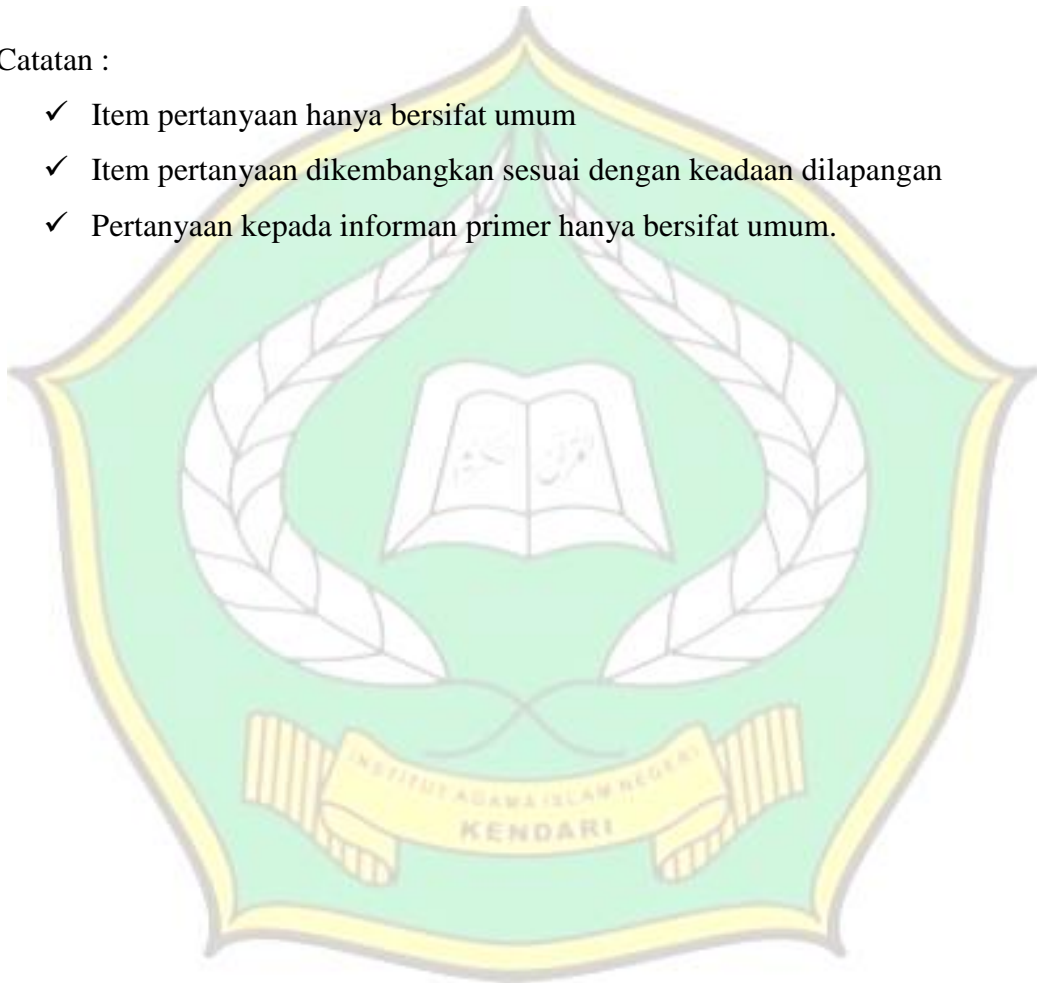 Catatan :
✓ Item pertanyaan hanya bersifat umum
✓ Item pertanyaan dikembangkan sesuai dengan keadaan dilapangan
✓ Pertanyaan kepada informan primer hanya bersifat umum.
INSTITUT AGAMA ISLAM NEGERI
KENDARI